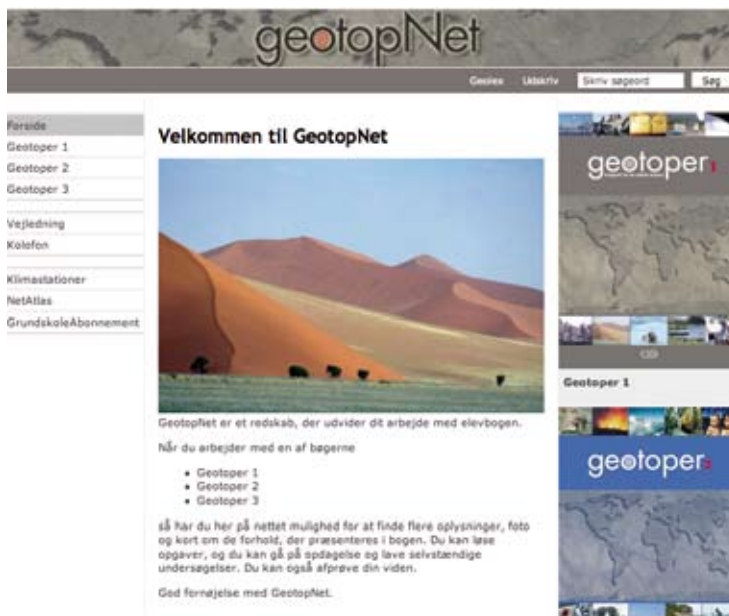 geotopNet
Geolex Udskriv Skriv søgeord Søg
Forside
Geotoper 1
Geotoper 2
Geotoper 3
Vejledning
Kolofon
Klimastationer
NetAtlas
GrundskoleAbonnement
Velkommen til GeotopNet
GeotopNet er et redskab, der udvider dit arbejde med elevbogen.
Når du arbejder med en af bøgerne
• Geotoper 1
• Geotoper 2
• Geotoper 3
så har du her på nettet mulighed for at finde flere oplysninger, foto
og kort om de forhold, der præsenteres i bogen. Du kan løse
opgaver, og du kan gå på opdagelse og lave selvstændige
undersøgelser. Du kan også afprøve din viden.
God fornøjelse med GeotopNet.
geotoper 1
Geotoper 1
geotoper 2